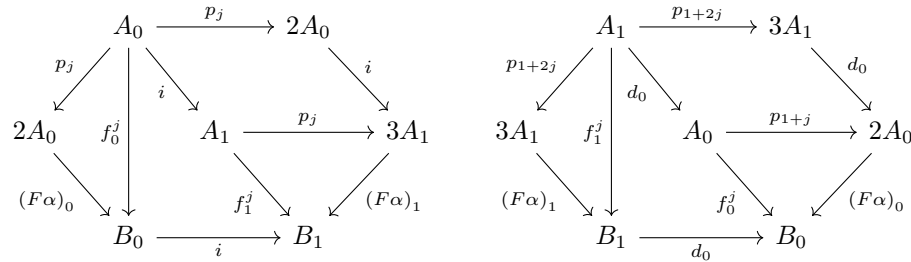 A_0 p_j 2A_0 A_1 p_{1+2j} 3A_1
p_j i i p_{1+2j} d_0 d_0
2A_0 f_0^j A_1 p_j 3A_1 3A_1 f_1^j A_0 p_{1+j} 2A_0
(Fα)_0 f_1^j (Fα)_1 (Fα)_1 f_0^j (Fα)_0
B_0 i B_1 B_1 d_0 B_0